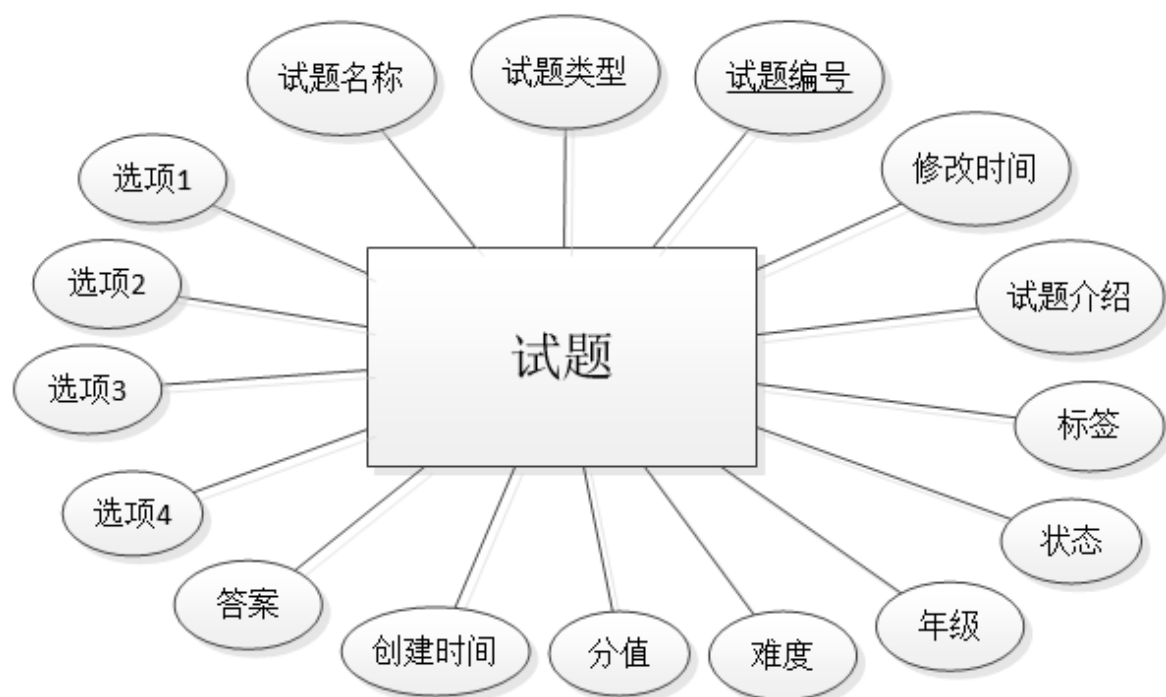 试题名称
试题类型
试题编号
修改时间
选项1
选项2
试题介绍
试题
选项3
标签
选项4
状态
答案
年级
创建时间
分值
难度